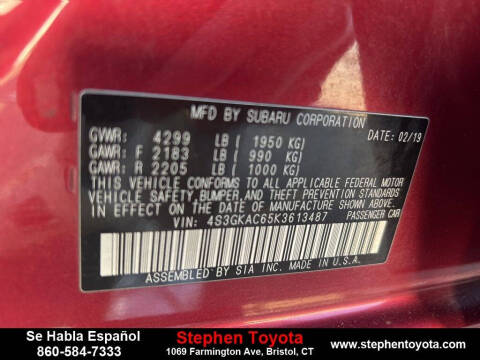 MFD BY SUBARU CORPORATION
GVWR: 4299 LB ( 1950 KG) DATE: 02/19
GAWR: F 2183 LB ( 990 KG)
GAWR: R 2205 LB ( 1000 KG)
THIS VEHICLE CONFORMS TO ALL APPLICABLE FEDERAL MOTOR
VEHICLE SAFETY, BUMPER, AND THEFT PREVENTION STANDARDS
IN EFFECT ON THE DATE OF MANUFACTURE SHOWN ABOVE.
VIN: 4S3GKAC65K3613487 PASSENGER CAR
ASSEMBLED BY SIA INC. MADE IN U.S.A.
Se Habla Español
860-584-7333
Stephen Toyota
1069 Farmington Ave, Bristol, CT
www.stephentoyota.com